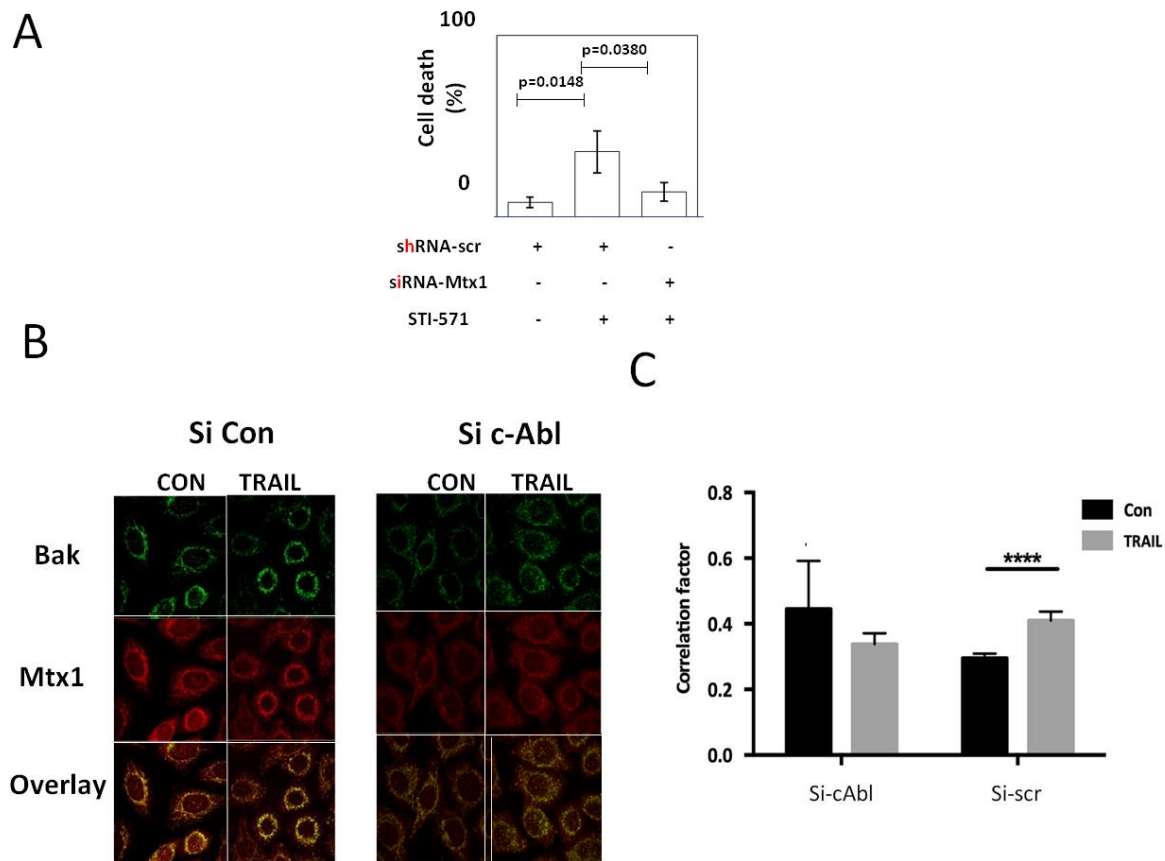 A
100
p=0.0380
p=0.0148
Cell death
(%)
0
shRNA-scr + + -
siRNA-Mtx1 - - +
STI-571 - + +
B
C
Si Con Si c-Abl
CON TRAIL CON TRAIL
Bak
Mtx1
Overlay
0.8
0.6
0.4
0.2
0.0
Correlation factor
Con
TRAIL
****
Si-cAbl Si-scr